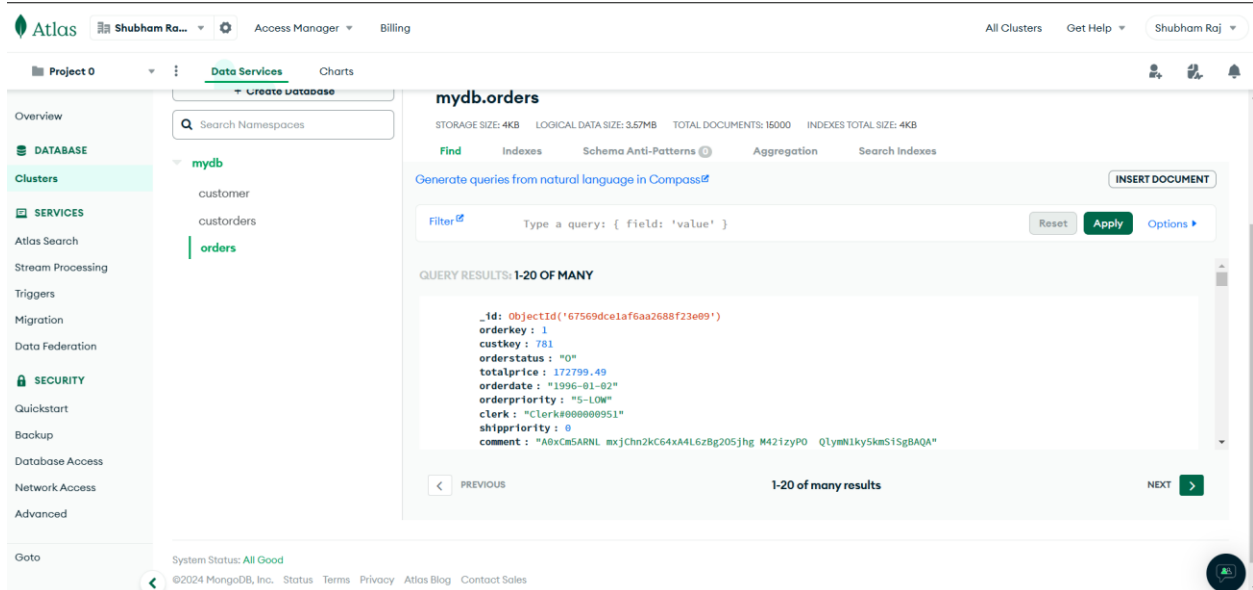 Atlas Shubham Ra... Access Manager Billing All Clusters Get Help Shubham Raj
Project 0 Data Services Charts
Overview
DATABASE
Clusters
SERVICES
Atlas Search
Stream Processing
Triggers
Migration
Data Federation
SECURITY
Quickstart
Backup
Database Access
Network Access
Advanced
Goto
+ Create Database
Search Namespaces
mydb
customer
custorders
orders
mydb.orders
STORAGE SIZE: 4KB LOGICAL DATA SIZE: 3.57MB TOTAL DOCUMENTS: 15000 INDEXES TOTAL SIZE: 4KB
Find Indexes Schema Anti-Patterns 0 Aggregation Search Indexes
Generate queries from natural language in Compass
INSERT DOCUMENT
Filter Type a query: { field: 'value' } Reset Apply Options
QUERY RESULTS: 1-20 OF MANY
_id: ObjectId('67569dce1af6aa2688f23e09')
orderkey : 1
custkey : 781
orderstatus : "O"
totalprice : 172799.49
orderdate : "1996-01-02"
orderpriority : "5-LOW"
clerk : "Clerk#000000951"
shippriority : 0
comment : "A0xCm5ARNL mxjChn2kC64xA4L6zBg2O5jhg M42izyPO QlymN1ky5kmSiSgBAQA"
PREVIOUS 1-20 of many results NEXT
System Status: All Good
©2024 MongoDB, Inc. Status Terms Privacy Atlas Blog Contact Sales